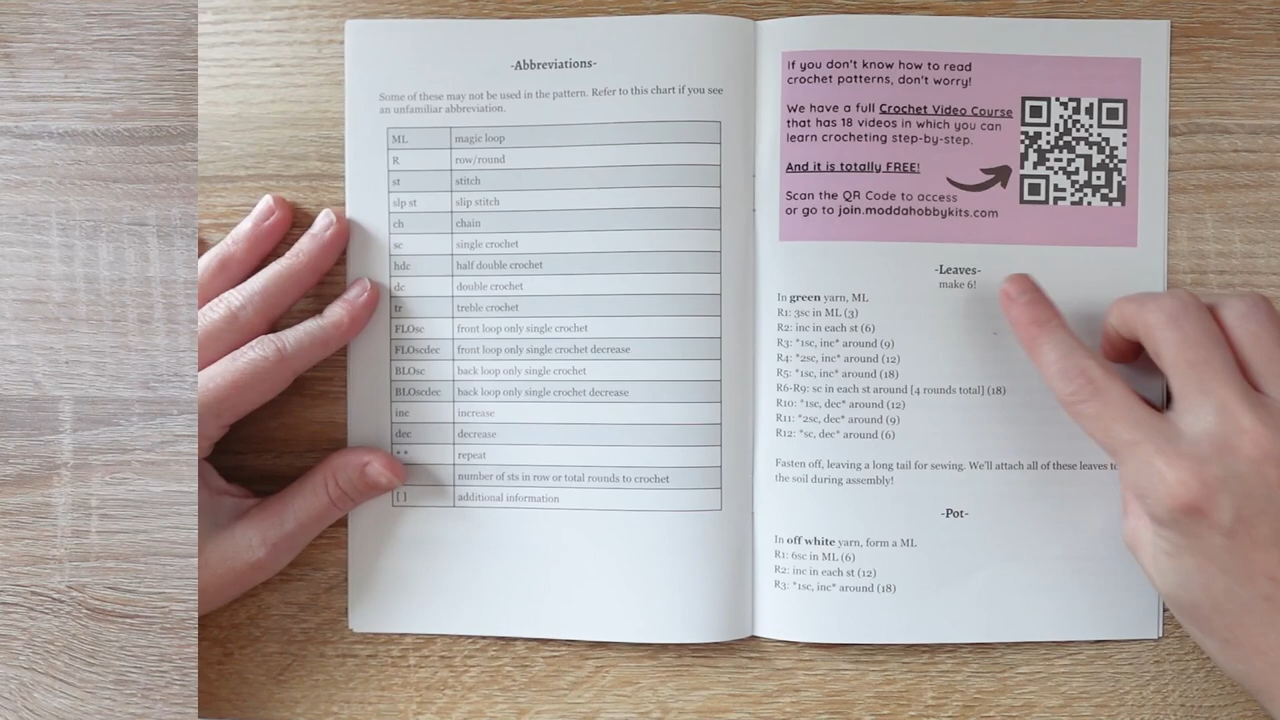 -Abbreviations-
Some of these may not be used in the pattern. Refer to this chart if you see
an unfamiliar abbreviation.
ML magic loop
R row/round
st stitch
slp st slip stitch
ch chain
sc single crochet
hdc half double crochet
dc double crochet
tr treble crochet
FLOsc front loop only single crochet
FLOscdec front loop only single crochet decrease
BLOsc back loop only single crochet
BLOscdec back loop only single crochet decrease
inc increase
dec decrease
* * repeat
number of sts in row or total rounds to crochet
[ ] additional information
If you don't know how to read
crochet patterns, don't worry!
We have a full Crochet Video Course
that has 18 videos in which you can
learn crocheting step-by-step.
And it is totally FREE!
Scan the QR Code to access
or go to join.moddahobbykits.com
-Leaves-
make 6!
In green yarn, ML
R1: 3sc in ML (3)
R2: inc in each st (6)
R3: *1sc, inc* around (9)
R4: *2sc, inc* around (12)
R5: *1sc, inc* around (18)
R6-R9: sc in each st around [4 rounds total] (18)
R10: *1sc, dec* around (12)
R11: *2sc, dec* around (9)
R12: *sc, dec* around (6)
Fasten off, leaving a long tail for sewing. We'll attach all of these leaves to
the soil during assembly!
-Pot-
In off white yarn, form a ML
R1: 6sc in ML (6)
R2: inc in each st (12)
R3: *1sc, inc* around (18)